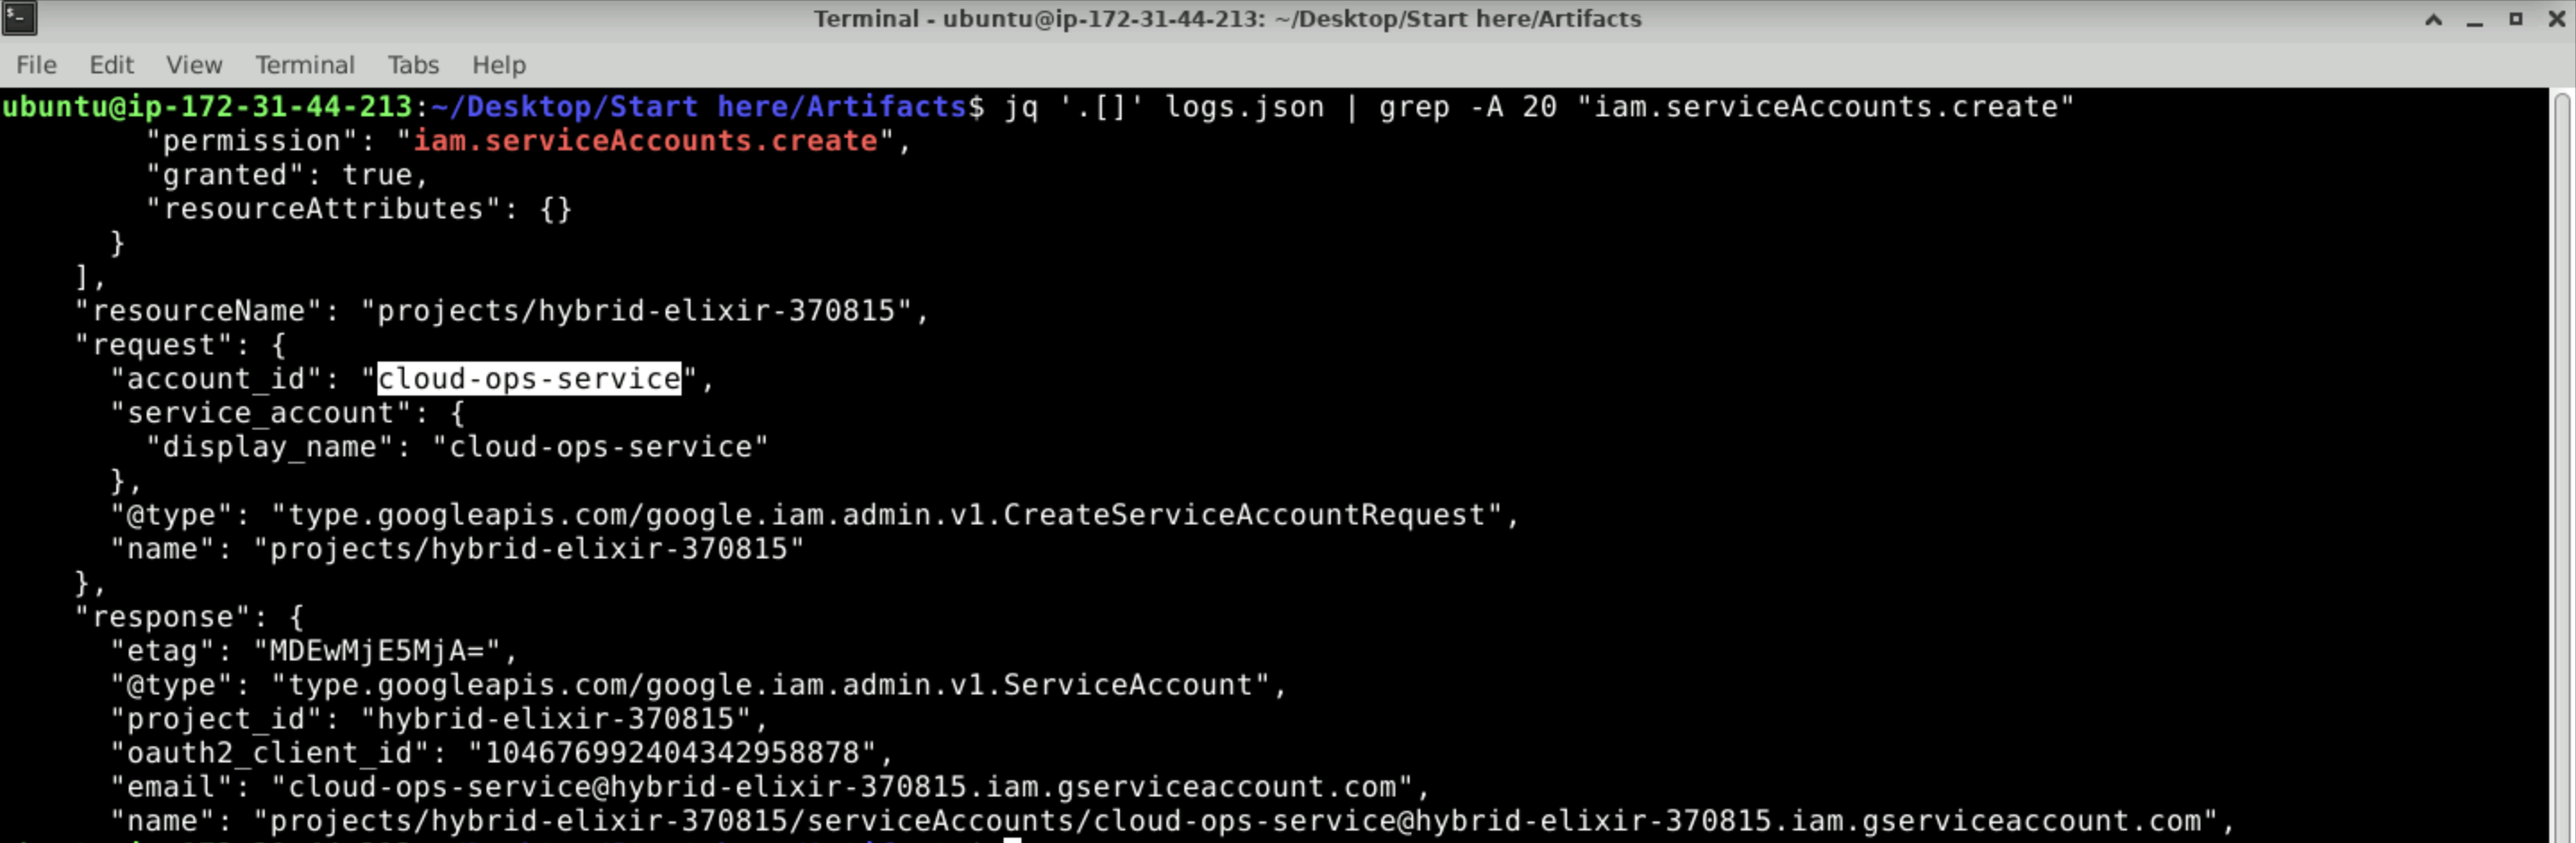 Terminal - ubuntu@ip-172-31-44-213: ~/Desktop/Start here/Artifacts
File Edit View Terminal Tabs Help
ubuntu@ip-172-31-44-213:~/Desktop/Start here/Artifacts$ jq '.[]' logs.json | grep -A 20 "iam.serviceAccounts.create"
        "permission": "iam.serviceAccounts.create",
        "granted": true,
        "resourceAttributes": {}
      }
    ],
    "resourceName": "projects/hybrid-elixir-370815",
    "request": {
      "account_id": "cloud-ops-service",
      "service_account": {
        "display_name": "cloud-ops-service"
      },
      "@type": "type.googleapis.com/google.iam.admin.v1.CreateServiceAccountRequest",
      "name": "projects/hybrid-elixir-370815"
    },
    "response": {
      "etag": "MDEwMjE5MjA=",
      "@type": "type.googleapis.com/google.iam.admin.v1.ServiceAccount",
      "project_id": "hybrid-elixir-370815",
      "oauth2_client_id": "104676992404342958878",
      "email": "cloud-ops-service@hybrid-elixir-370815.iam.gserviceaccount.com",
      "name": "projects/hybrid-elixir-370815/serviceAccounts/cloud-ops-service@hybrid-elixir-370815.iam.gserviceaccount.com",